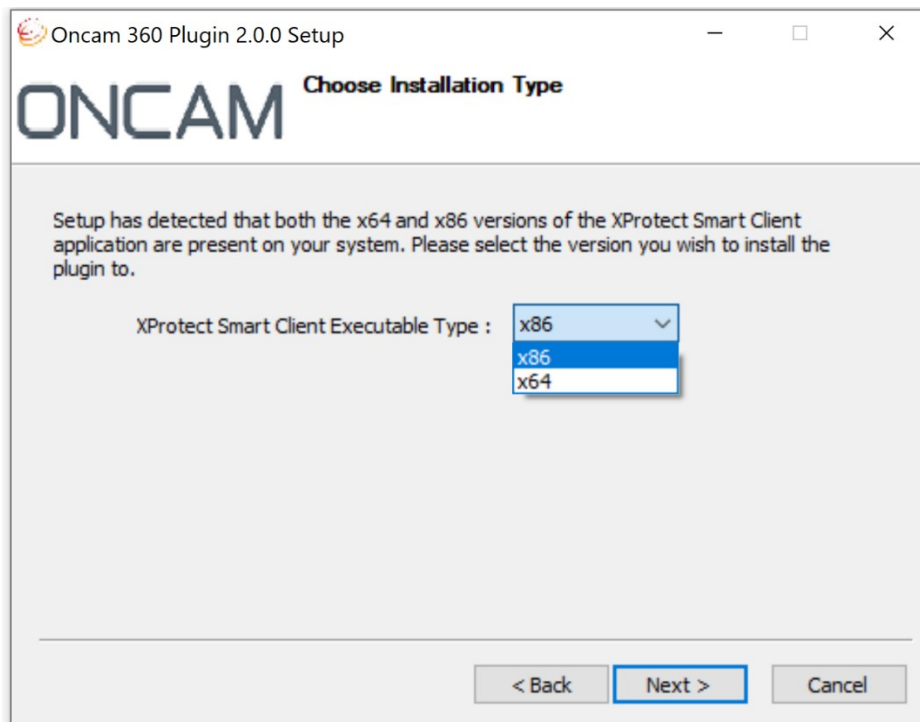 Oncam 360 Plugin 2.0.0 Setup
ONCAM
Choose Installation Type
Setup has detected that both the x64 and x86 versions of the XProtect Smart Client
application are present on your system. Please select the version you wish to install the
plugin to.
XProtect Smart Client Executable Type : x86
x86
x64
< Back Next > Cancel